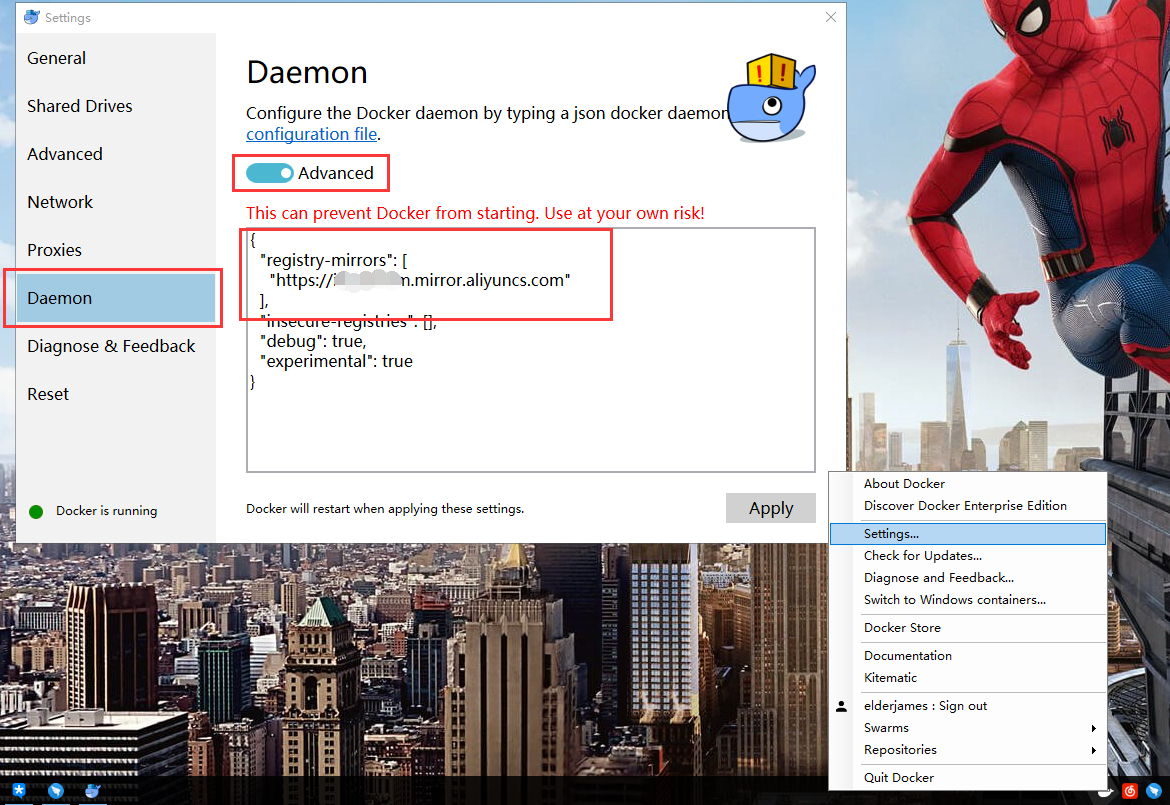 Settings
General
Shared Drives
Advanced
Network
Proxies
Daemon
Diagnose & Feedback
Reset
Docker is running
Daemon
Configure the Docker daemon by typing a json docker daemon
configuration file.
Advanced
This can prevent Docker from starting. Use at your own risk!
{
"registry-mirrors": [
"https:// m.mirror.aliyuncs.com"
],
"insecure-registries": [],
"debug": true,
"experimental": true
}
Docker will restart when applying these settings.
Apply
About Docker
Discover Docker Enterprise Edition
Settings...
Check for Updates...
Diagnose and Feedback...
Switch to Windows containers...
Docker Store
Documentation
Kitematic
elderjames : Sign out
Swarms
Repositories
Quit Docker